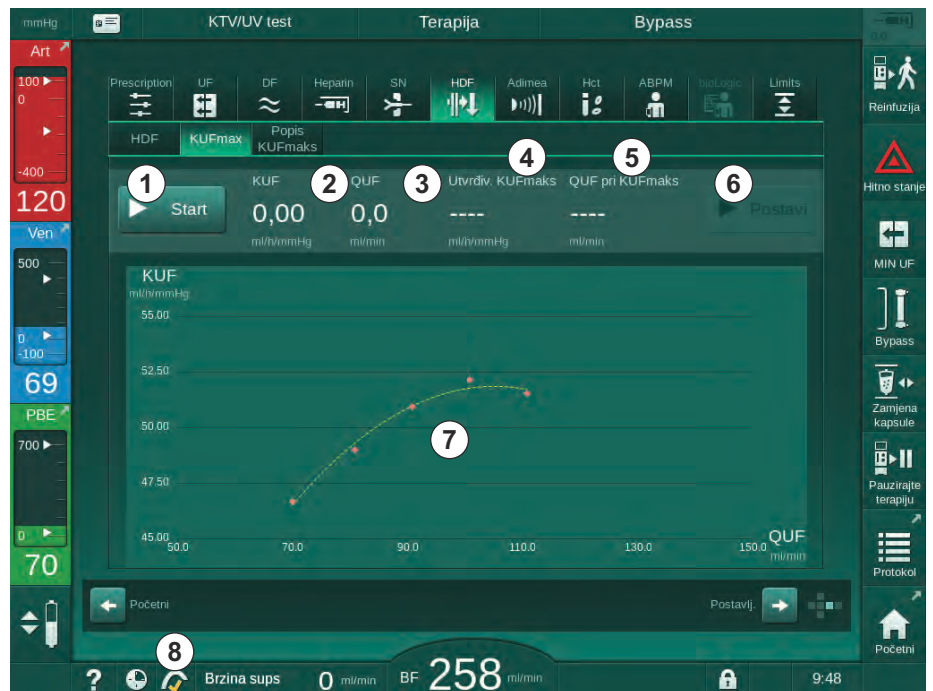 mmHg
KTV/UV test
Terapija
Bypass
0,0
Art
100
0
-400
120
Ven
500
0
-100
69
PBE
700
0
70
Prescription
UF
DF
Heparin
SN
HDF
Adimea
Hct
ABPM
bioLogic
Limits
HDF
KUFmax
Popis
KUFmaks
1
2
3
4
5
6
Start
KUF
QUF
Utvrđiv. KUFmaks
QUF pri KUFmaks
Postavi
0,00
0,0
----
----
ml/h/mmHg
ml/min
ml/h/mmHg
ml/min
KUF
ml/h/mmHg
55.00
52.50
50.00
47.50
45.00
7
50.0
70.0
90.0
110.0
130.0
150.0
QUF
ml/min
Početni
Postavlj.
8
?
Brzina sups
0 ml/min
BF 258 ml/min
9:48
Reinfuzija
Hitno stanje
MIN UF
Bypass
Zamjena
kapsule
Pauzirajte
terapiju
Protokol
Početni